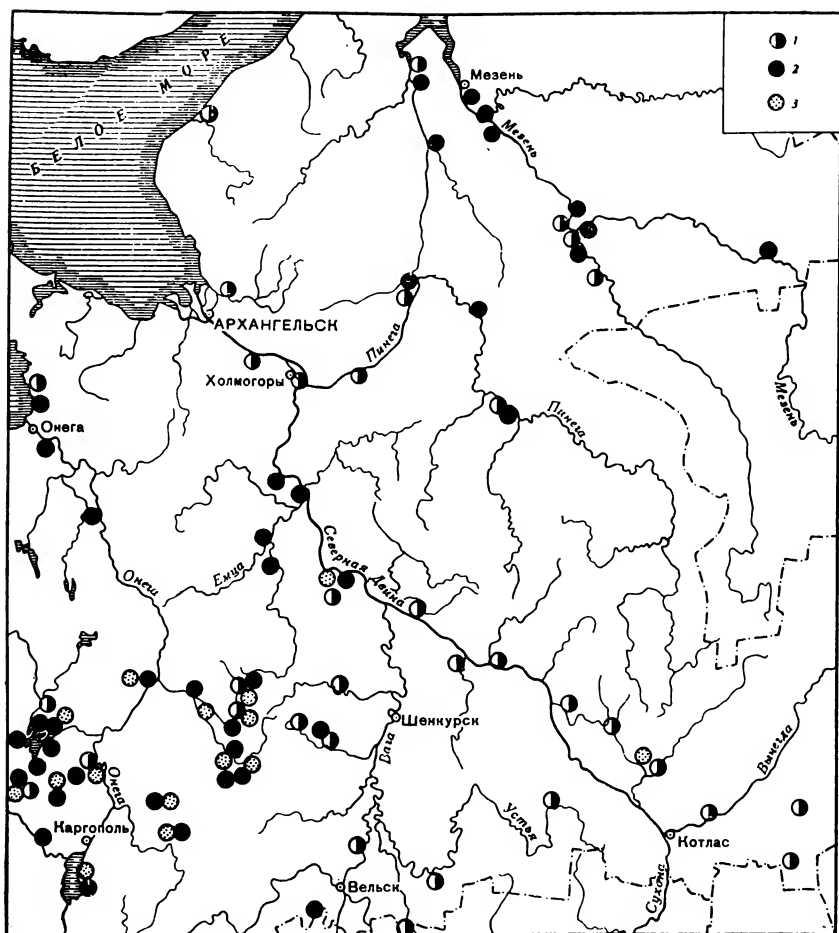 1
2
3
БЕЛОЕ МОРЕ
Мезень
Мезень
АРХАНГЕЛЬСК
Пинега
Холмогоры
Мезень
Онега
Пинега
Северная Двина
Емца
Онеш
Шенкурск
Вага
Вычегда
Онега
Устья
Каргополь
Котлас
Вельск
Сухона